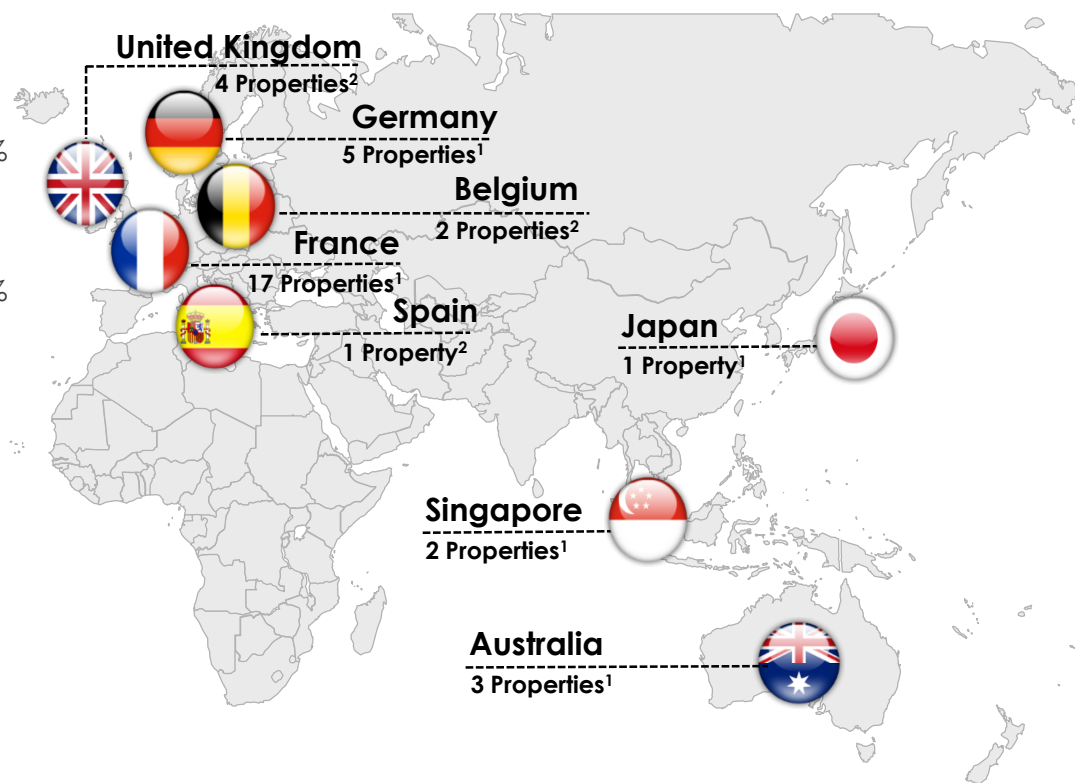 United Kingdom
4 Properties²
Germany
5 Properties¹
%
Belgium
2 Properties²
France
17 Properties¹
%
Spain
1 Property²
Japan
1 Property¹
Singapore
2 Properties¹
Australia
3 Properties¹